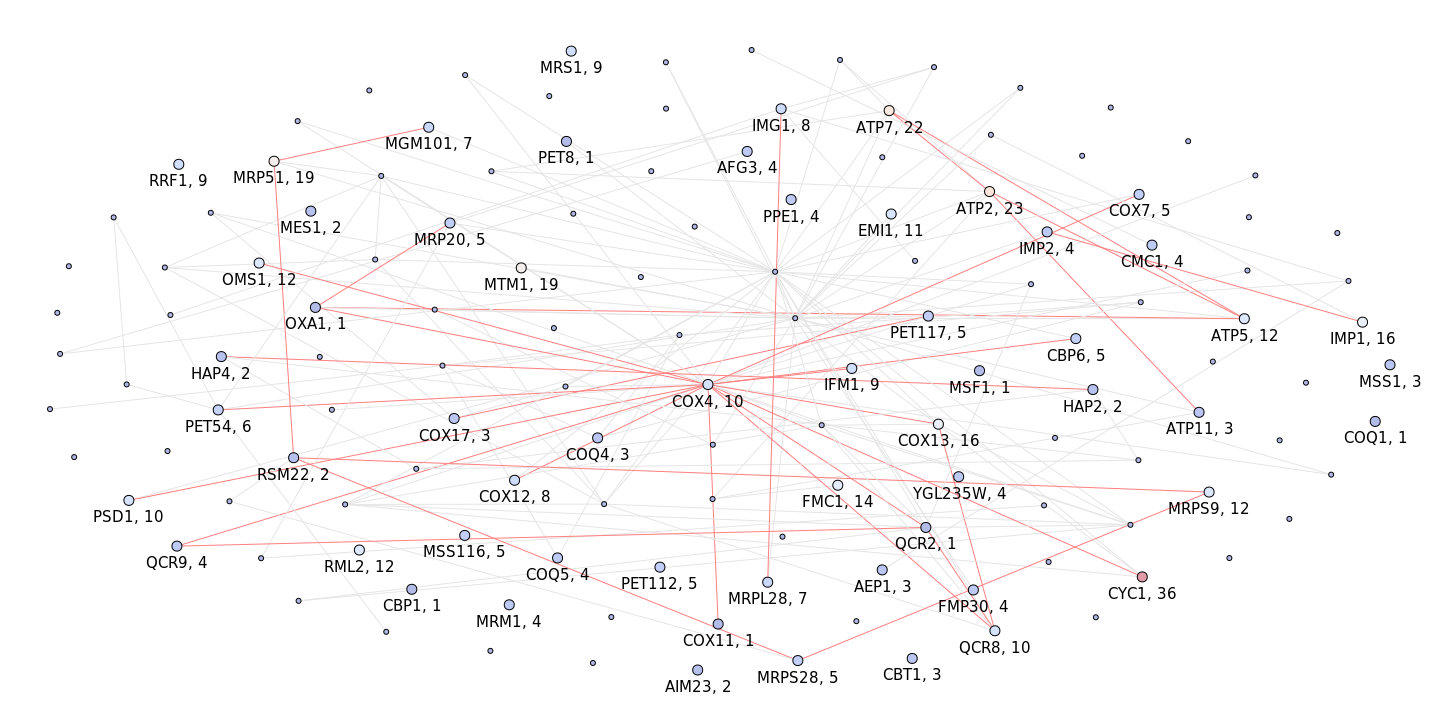 MRS1, 9
IMG1, 8
ATP7, 22
MGM101, 7
PET8, 1
AFG3, 4
RRF1, 9
MRP51, 19
ATP2, 23
COX7, 5
PPE1, 4
MES1, 2
EMI1, 11
MRP20, 5
IMP2, 4
CMC1, 4
OMS1, 12
MTM1, 19
OXA1, 1
PET117, 5
ATP5, 12
IMP1, 16
CBP6, 5
HAP4, 2
IFM1, 9
MSF1, 1
MSS1, 3
COX4, 10
HAP2, 2
PET54, 6
COX17, 3
ATP11, 3
COX13, 16
COQ1, 1
COQ4, 3
RSM22, 2
COX12, 8
YGL235W, 4
FMC1, 14
MRPS9, 12
PSD1, 10
QCR2, 1
MSS116, 5
QCR9, 4
RML2, 12
COQ5, 4
PET112, 5
AEP1, 3
CYC1, 36
MRPL28, 7
CBP1, 1
FMP30, 4
MRM1, 4
COX11, 1
QCR8, 10
CBT1, 3
MRPS28, 5
AIM23, 2